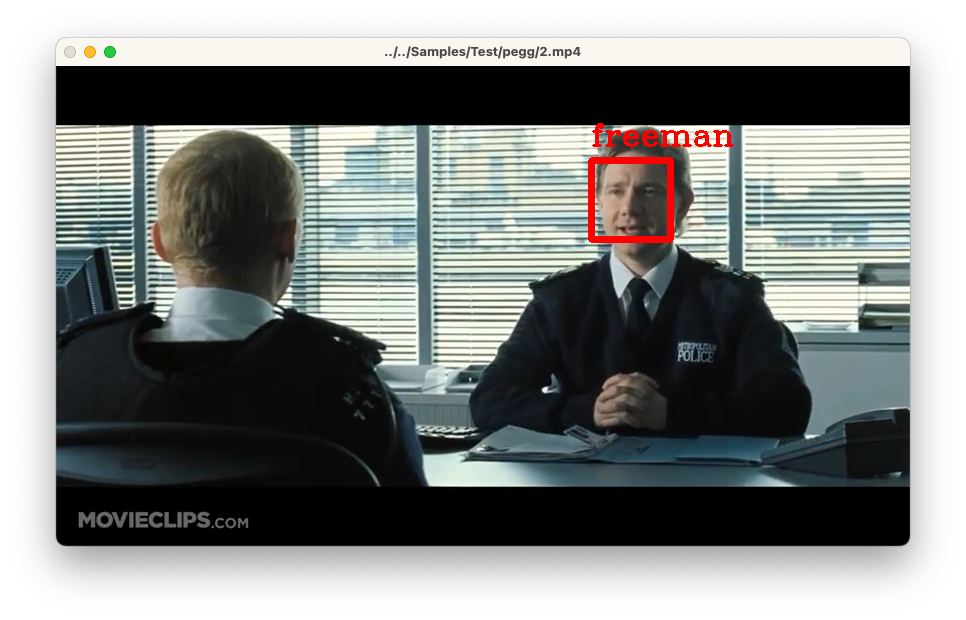 ../../Samples/Test/pegg/2.mp4
freeman
METROPOLITAN
POLICE
MOVIECLIPS.COM